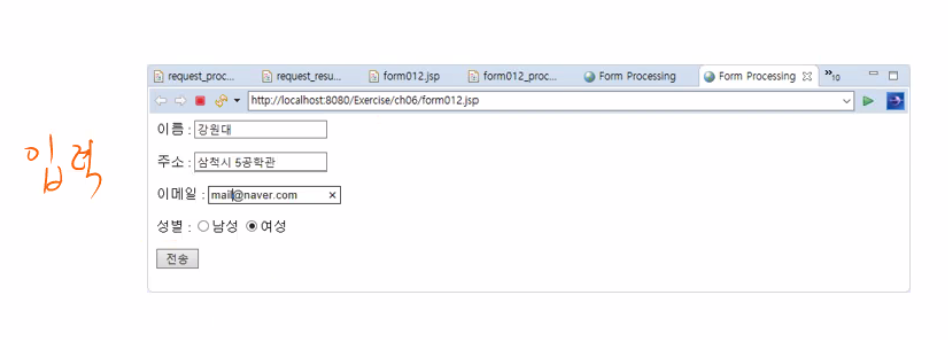 request_proc... request_resu... form012.jsp form012_proc... Form Processing Form Processing »10
http://localhost:8080/Exercise/ch06/form012.jsp
이름 : 강원대
주소 : 삼척시 5공학관
입력
이메일 : mail@naver.com
성별 : 남성 여성
전송